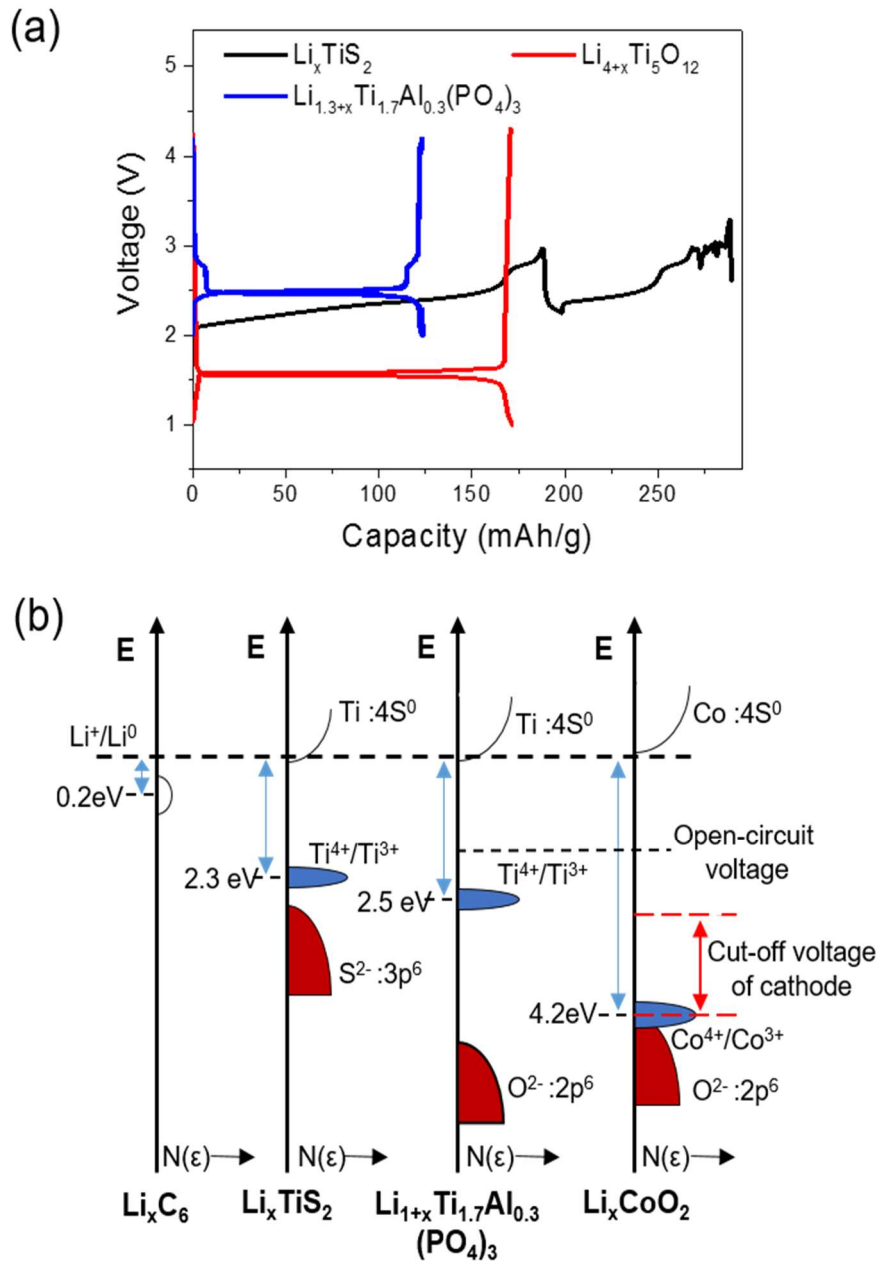 (a)
LiₓTiS₂
Li₄₊ₓTi₅O₁₂
Li₁.₃₊ₓTi₁.₇Al₀.₃(PO₄)₃
Voltage (V)
5
4
3
2
1
0
50
100
150
200
250
Capacity (mAh/g)
(b)
E
E
E
E
Li⁺/Li⁰
Ti :4S⁰
Ti :4S⁰
Co :4S⁰
0.2eV
Ti⁴⁺/Ti³⁺
2.3 eV
S²⁻ :3p⁶
Ti⁴⁺/Ti³⁺
2.5 eV
O²⁻ :2p⁶
Open-circuit
voltage
Cut-off voltage
of cathode
4.2eV
Co⁴⁺/Co³⁺
O²⁻ :2p⁶
N(ε)
N(ε)
N(ε)
N(ε)
LiₓC₆
LiₓTiS₂
Li₁₊ₓTi₁.₇Al₀.₃
(PO₄)₃
LiₓCoO₂